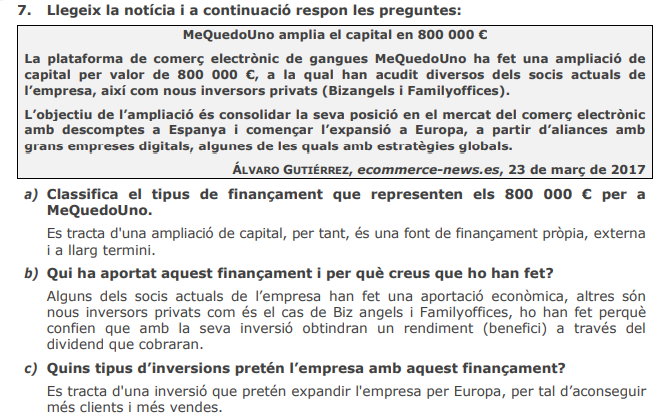 7. Llegeix la notícia i a continuació respon les preguntes:
MeQuedoUno amplia el capital en 800 000 €
La plataforma de comerç electrònic de gangues MeQuedoUno ha fet una ampliació de
capital per valor de 800 000 €, a la qual han acudit diversos dels socis actuals de
l’empresa, així com nous inversors privats (Bizangels i Familyoffices).
L’objectiu de l’ampliació és consolidar la seva posició en el mercat del comerç electrònic
amb descomptes a Espanya i començar l’expansió a Europa, a partir d’aliances amb
grans empreses digitals, algunes de les quals amb estratègies globals.
ÁLVARO GUTIÉRREZ, ecommerce-news.es, 23 de març de 2017
a) Classifica el tipus de finançament que representen els 800 000 € per a
MeQuedoUno.
Es tracta d'una ampliació de capital, per tant, és una font de finançament pròpia, externa
i a llarg termini.
b) Qui ha aportat aquest finançament i per què creus que ho han fet?
Alguns dels socis actuals de l’empresa han fet una aportació econòmica, altres són
nous inversors privats com és el cas de Biz angels i Familyoffices, ho han fet perquè
confien que amb la seva inversió obtindran un rendiment (benefici) a través del
dividend que cobraran.
c) Quins tipus d’inversions pretén l’empresa amb aquest finançament?
Es tracta d'una inversió que pretén expandir l'empresa per Europa, per tal d’aconseguir
més clients i més vendes.